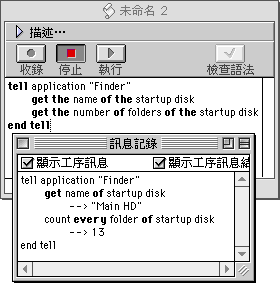 未命名 2
描述…
收錄
停止
執行
檢查語法
tell application "Finder"
get the name of the startup disk
get the number of folders of the startup disk
end tell
訊息記錄
顯示工序訊息
顯示工序訊息結
tell application "Finder"
get name of startup disk
--> "Main HD"
count every folder of startup disk
--> 13
end tell